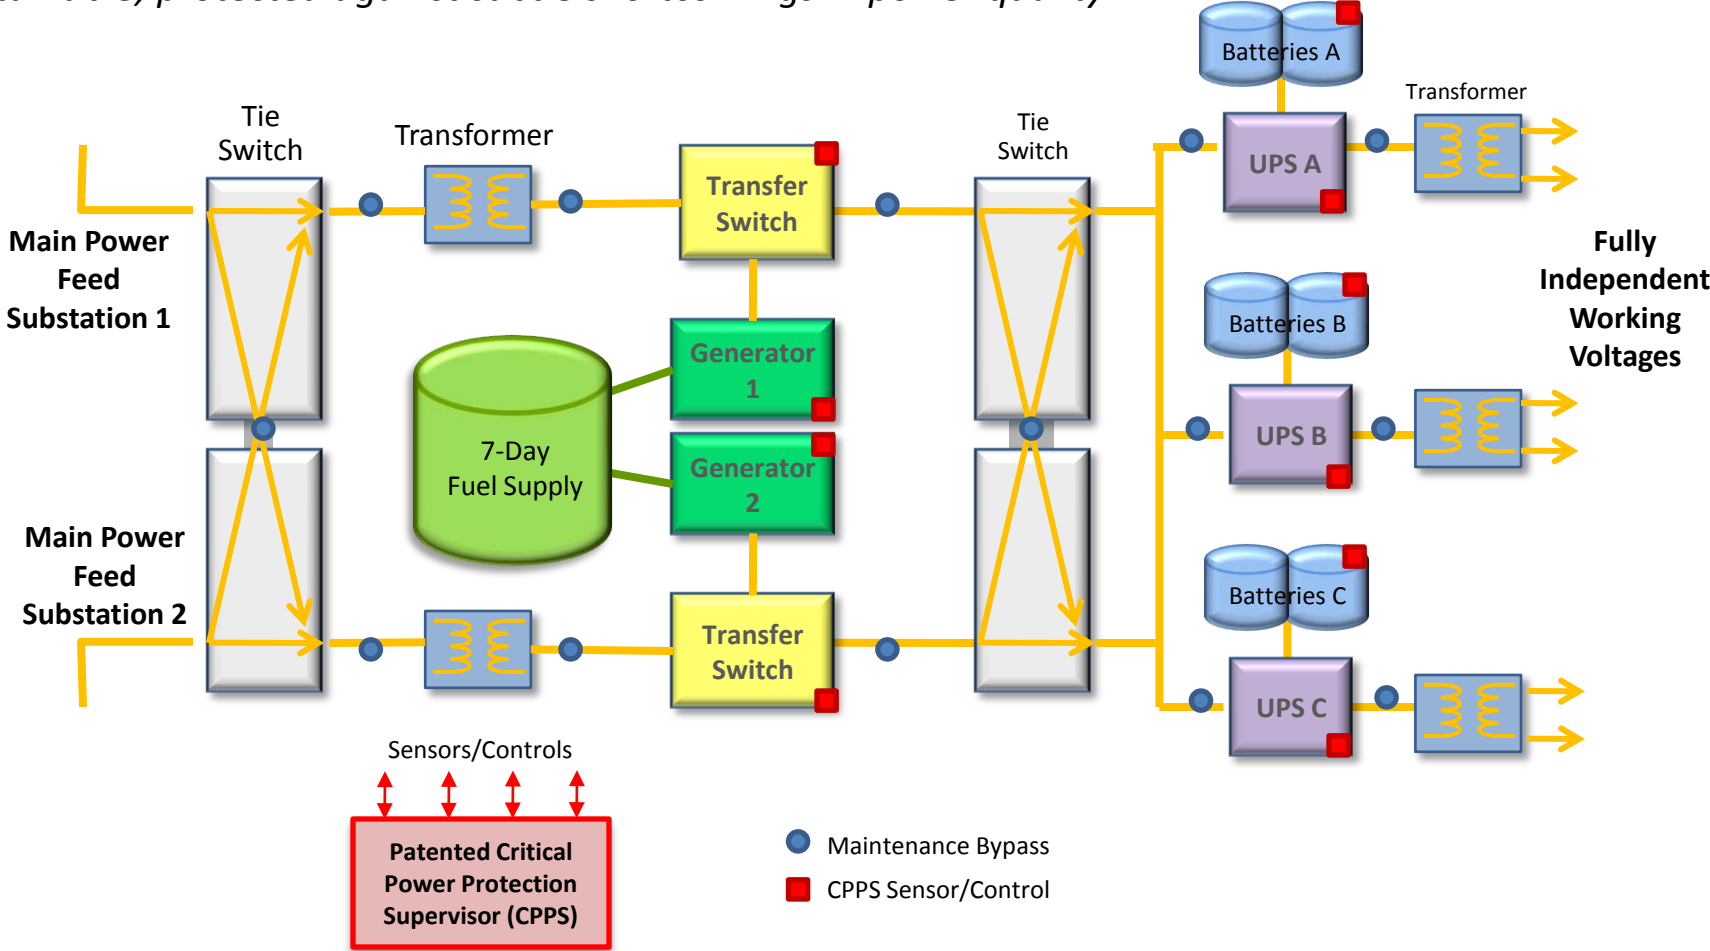 Batteries A
Transformer
Tie
Switch
Transformer
Tie
Switch
UPS A
Transfer
Switch
Main Power
Feed
Substation 1
Fully
Independent
Working
Voltages
Batteries B
Generator
1
7-Day
Fuel Supply
Generator
2
UPS B
Main Power
Feed
Substation 2
Batteries C
Transfer
Switch
UPS C
Sensors/Controls
Patented Critical
Power Protection
Supervisor (CPPS)
Maintenance Bypass
CPPS Sensor/Control